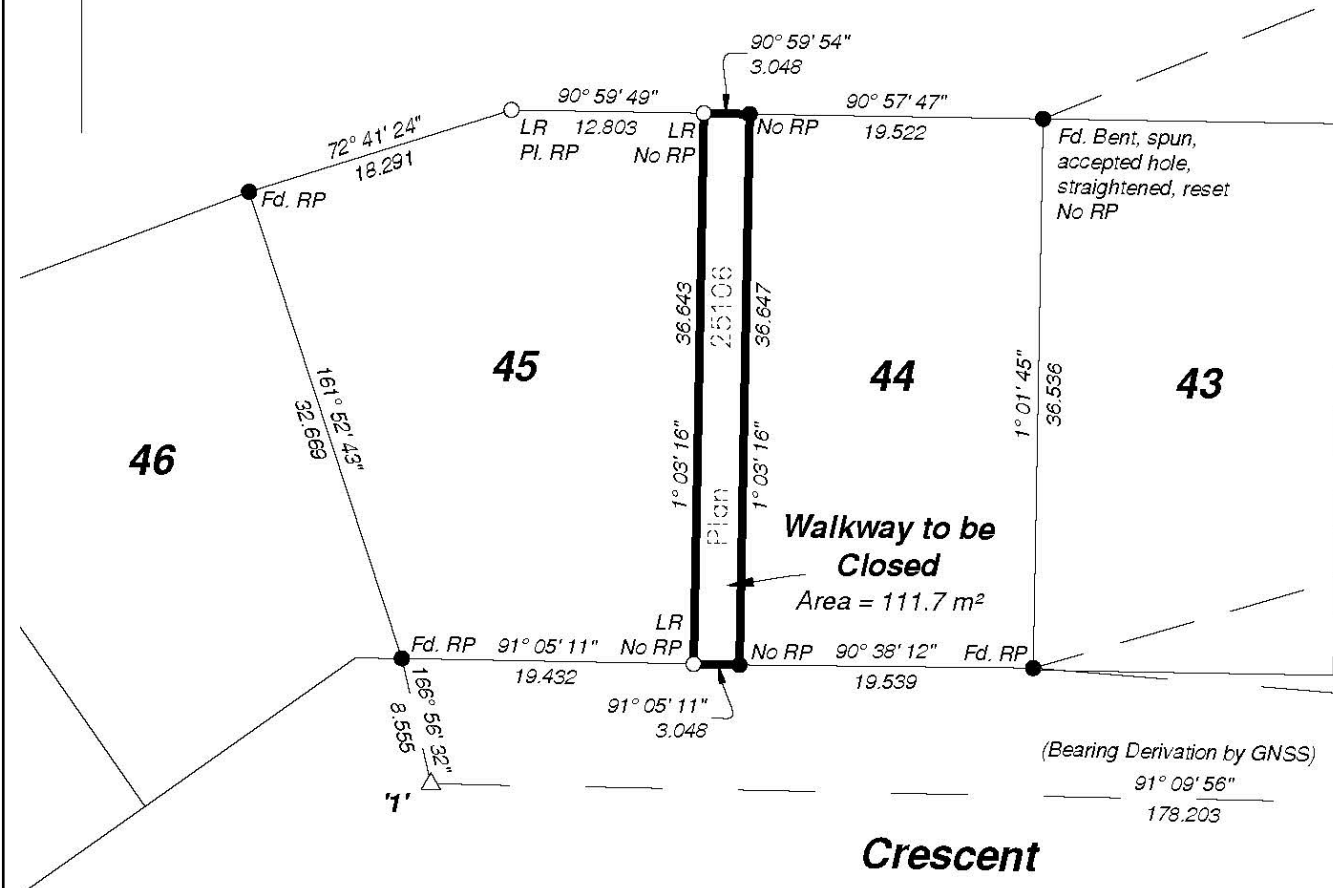 90° 59' 54"
3.048
90° 59' 49"
12.803
90° 57' 47"
19.522
72° 41' 24"
18.291
LR
Pl. RP
LR
No RP
No RP
Fd. Bent, spun,
accepted hole,
straightened, reset
No RP
Fd. RP
36.643
25106
36.647
45
44
43
46
161° 52' 43"
32.669
1° 01' 45"
36.536
1° 03' 16"
Plan
1° 03' 16"
Walkway to be
Closed
Area = 111.7 m²
LR
No RP
Fd. RP
91° 05' 11"
19.432
No RP
90° 38' 12"
19.539
Fd. RP
166° 56' 32"
8.555
91° 05' 11"
3.048
'1'
(Bearing Derivation by GNSS)
91° 09' 56"
178.203
Crescent